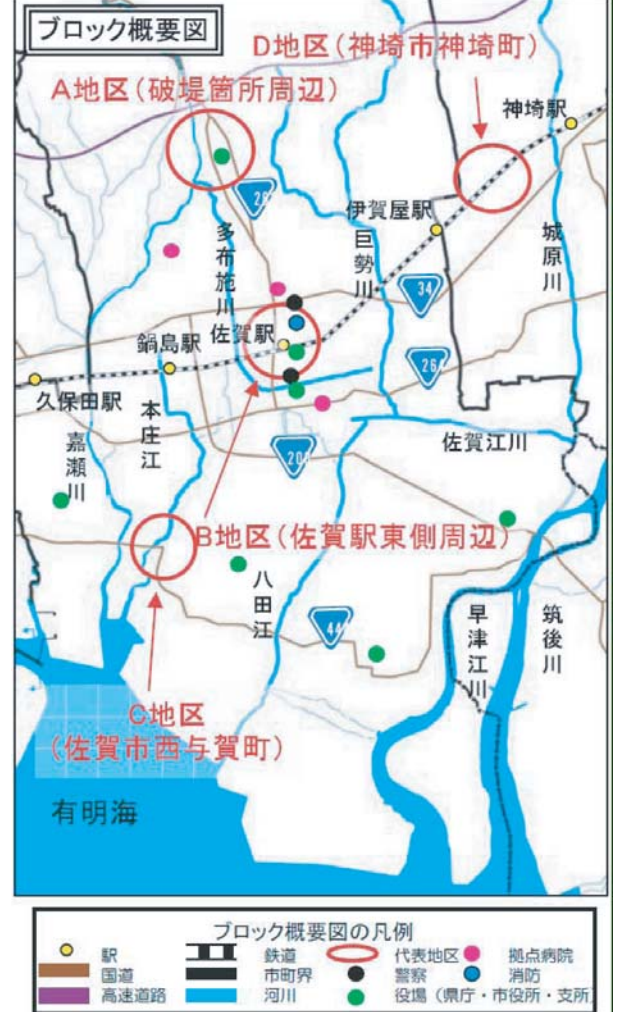 ブロック概要図
D地区(神埼市神埼町)
A地区(破堤箇所周辺)
神埼駅
伊賀屋駅
多布施川
巨勢川
城原川
34
佐賀駅
鍋島駅
26
久保田駅
本庄江
嘉瀬川
佐賀江川
20
B地区(佐賀駅東側周辺)
八田江
44
早津江川
筑後川
C地区
(佐賀市西与賀町)
有明海
ブロック概要図の凡例
駅 鉄道 代表地区 拠点病院
国道 市町界 警察 消防
高速道路 河川 役場(県庁・市役所・支所)